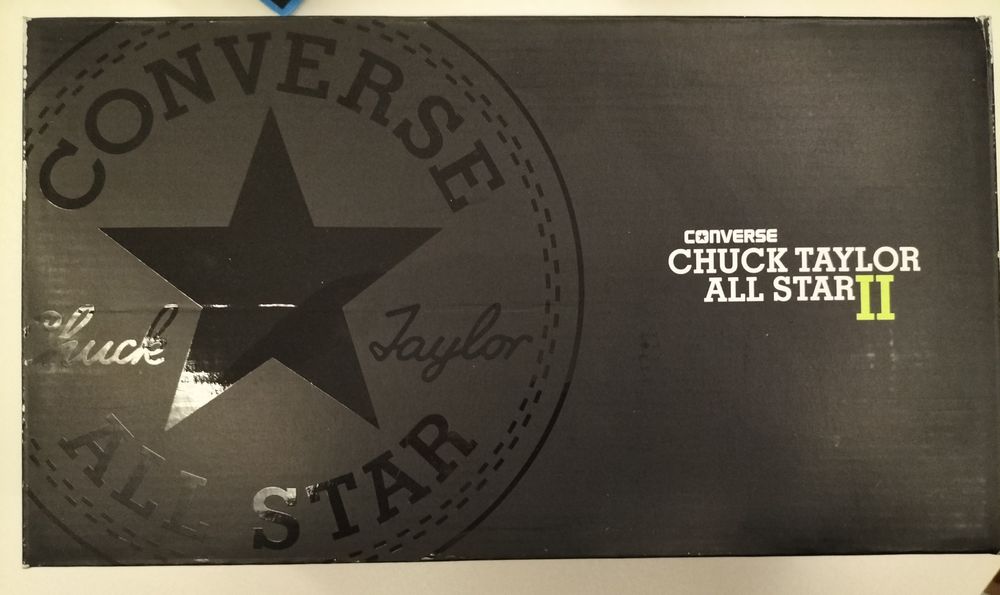 CONVERSE
Chuck Taylor
ALL STAR
CONVERSE
CHUCK TAYLOR
ALL STAR II